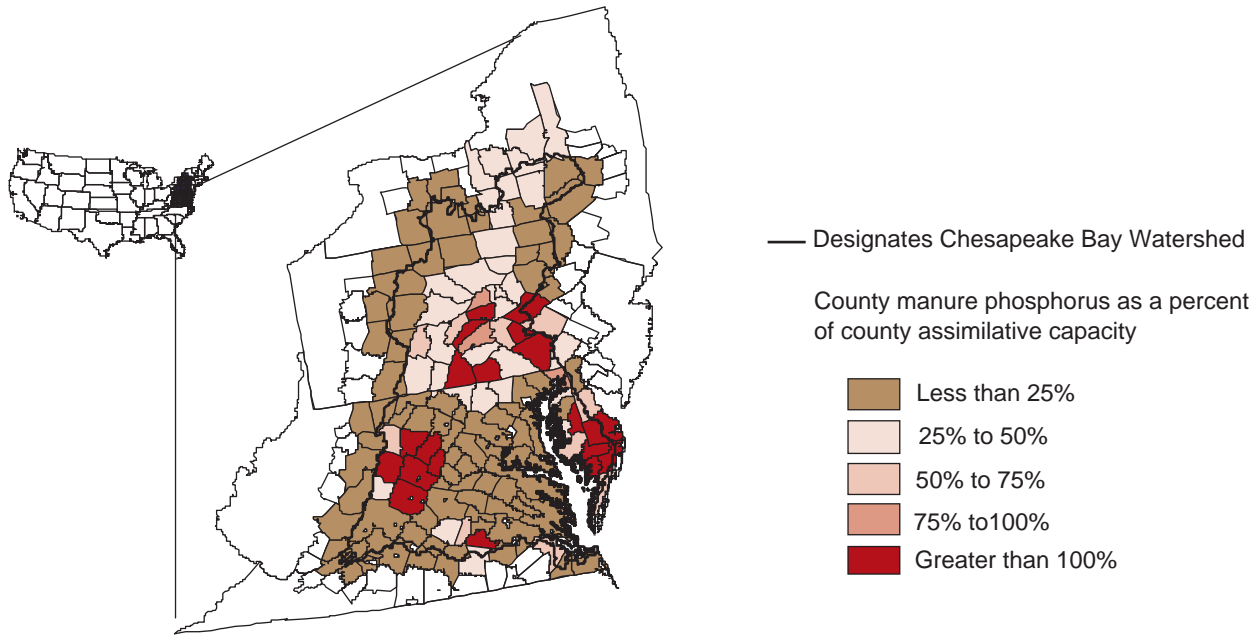 Designates Chesapeake Bay Watershed
County manure phosphorus as a percent
of county assimilative capacity
Less than 25%
25% to 50%
50% to 75%
75% to100%
Greater than 100%